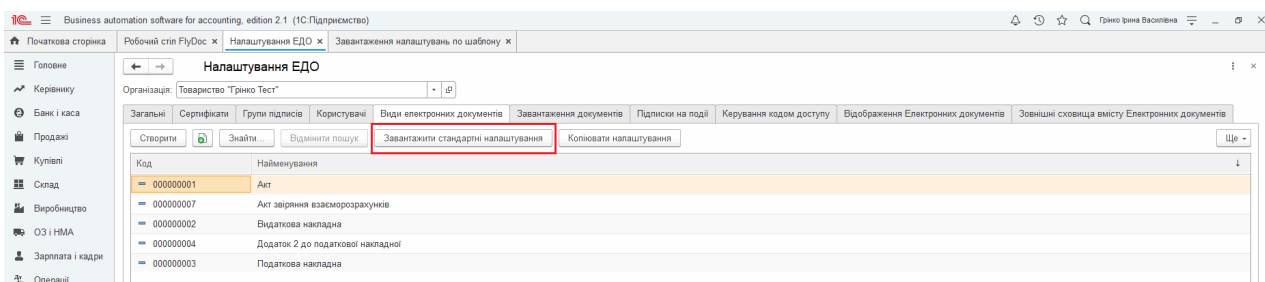 1С Business automation software for accounting, edition 2.1 (1С:Підприємство) Грінко Ірина Василівна
Початкова сторінка Робочий стіл FlyDoc × Налаштування ЕДО × Завантаження налаштувань по шаблону ×
Головне
Керівнику
Банк і каса
Продажі
Купівлі
Склад
Виробництво
ОЗ і НМА
Зарплата і кадри
Операції
Налаштування ЕДО
Організація: Товариство "Грінко Тест"
Загальні Сертифікати Групи підписів Користувачі Види електронних документів Завантаження документів Підписки на події Керування кодом доступу Відображення Електронних документів Зовнішні сховища вмісту Електронних документів
Створити Знайти... Відмінити пошук Завантажити стандартні налаштування Копіювати налаштування Ще
Код Найменування ↓
000000001 Акт
000000007 Акт звіряння взаєморозрахунків
000000002 Видаткова накладна
000000004 Додаток 2 до податкової накладної
000000003 Податкова накладна